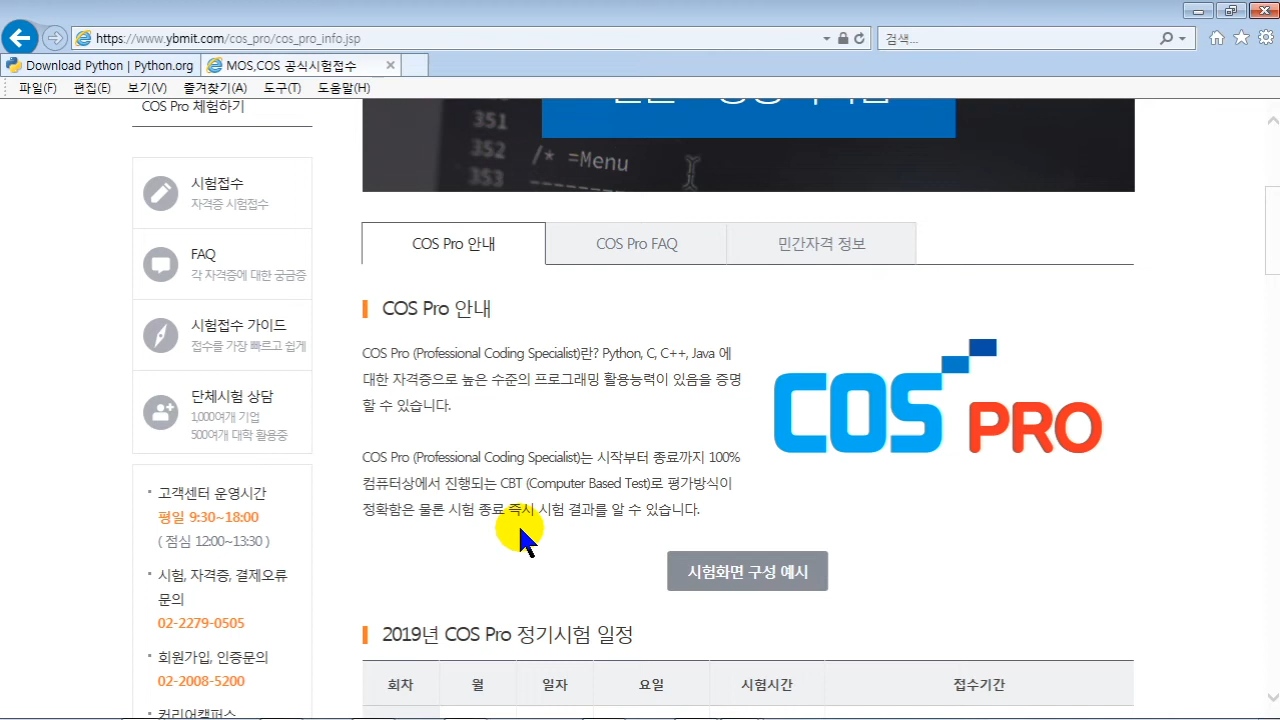 https://www.ybmit.com/cos_pro/cos_pro_info.jsp
검색...
Download Python | Python.org
MOS,COS 공식시험접수
파일(F) 편집(E) 보기(V) 즐겨찾기(A) 도구(T) 도움말(H)
COS Pro 체험하기
351
352 /* =Menu
353 --------
시험접수
자격증 시험접수
FAQ
각 자격증에 대한 궁금증
시험접수 가이드
접수를 가장 빠르고 쉽게
단체시험 상담
1,000여개 기업
500여개 대학 활용중
고객센터 운영시간
평일 9:30~18:00
( 점심 12:00~13:30 )
시험, 자격증, 결제오류
문의
02-2279-0505
회원가입, 인증문의
02-2008-5200
커리어캠퍼스
COS Pro 안내
COS Pro FAQ
민간자격 정보
COS Pro 안내
COS Pro (Professional Coding Specialist)란? Python, C, C++, Java 에
대한 자격증으로 높은 수준의 프로그래밍 활용능력이 있음을 증명
할 수 있습니다.
COS Pro (Professional Coding Specialist)는 시작부터 종료까지 100%
컴퓨터상에서 진행되는 CBT (Computer Based Test)로 평가방식이
정확함은 물론 시험 종료 즉시 시험 결과를 알 수 있습니다.
COS PRO
시험화면 구성 예시
2019년 COS Pro 정기시험 일정
회차 월 일자 요일 시험시간 접수기간